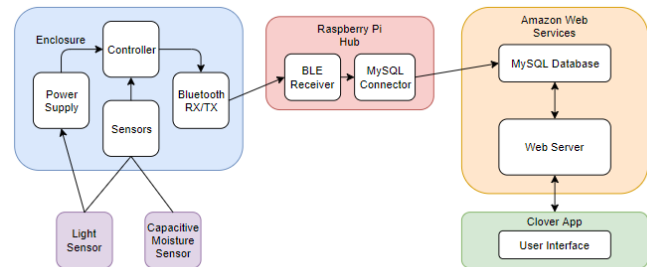 Enclosure
Controller
Power
Supply
Bluetooth
RX/TX
Sensors
Light
Sensor
Capacitive
Moisture
Sensor
Raspberry Pi
Hub
BLE
Receiver
MySQL
Connector
Amazon Web
Services
MySQL Database
Web Server
Clover App
User Interface